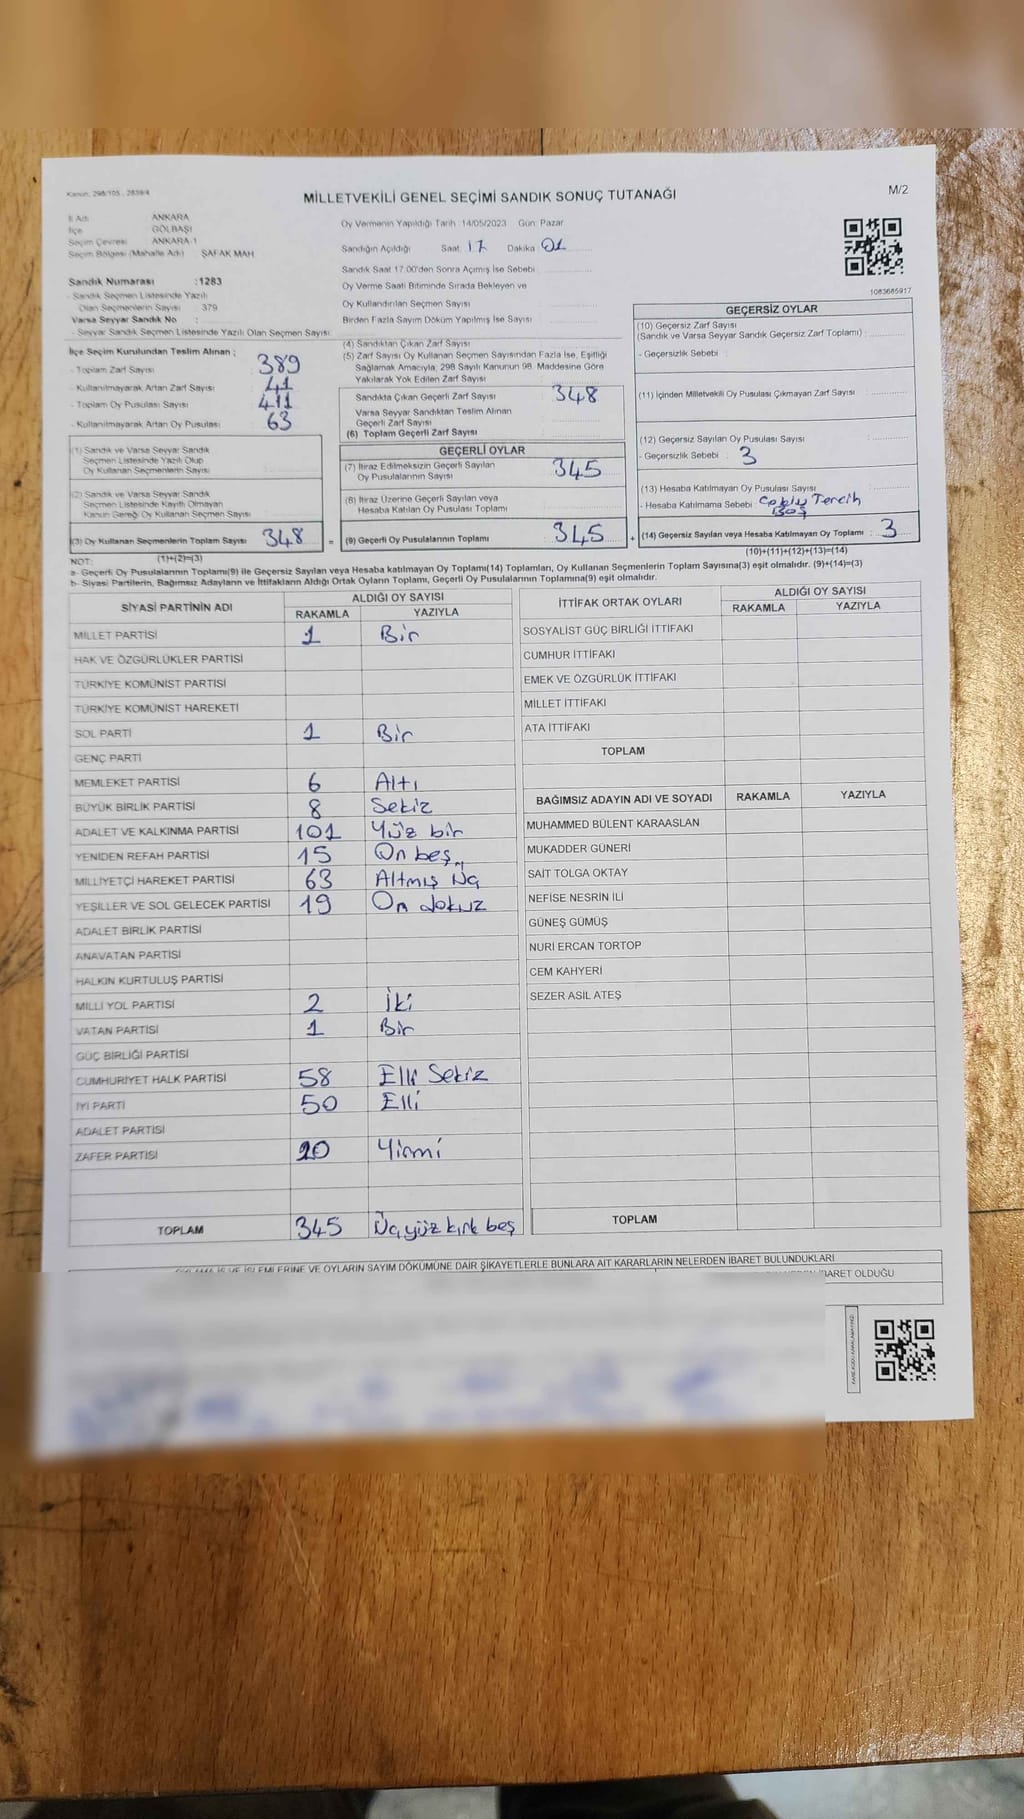 Kanun: 298/105 , 2839/4
MİLLETVEKİLİ GENEL SEÇİMİ SANDIK SONUÇ TUTANAĞI
M/2
İl Adı ANKARA
İlçe GÖLBAŞI
Seçim Çevresi ANKARA-1
Seçim Bölgesi (Mahalle Adı) ŞAFAK MAH
Sandık Numarası :1283
- Sandık Seçmen Listesinde Yazılı
Olan Seçmenlerin Sayısı 379
Varsa Seyyar Sandık No :
- Seyyar Sandık Seçmen Listesinde Yazılı Olan Seçmen Sayısı:
Oy Vermenin Yapıldığı Tarih :14/05/2023 Gün: Pazar
Sandığın Açıldığı Saat: 17 Dakika 01
Sandık Saat 17.00'den Sonra Açımış İse Sebebi
Oy Verme Saati Bitiminde Sırada Bekleyen ve
Oy Kullandırılan Seçmen Sayısı
Birden Fazla Sayım Döküm Yapılmış İse Sayısı
1083685917
İlçe Seçim Kurulundan Teslim Alınan ;
- Toplam Zarf Sayısı 389
- Kullanılmayarak Artan Zarf Sayısı 41
- Toplam Oy Pusulası Sayısı 411
- Kullanılmayarak Artan Oy Pusulası 63
(1) Sandık ve Varsa Seyyar Sandık
Seçmen Listesinde Yazılı Olup
Oy Kullanan Seçmenlerin Sayısı
(2) Sandık ve Varsa Seyyar Sandık
Seçmen Listesinde Kayıtlı Olmayan
Kanun Gereği Oy Kullanan Seçmen Sayısı
(3) Oy Kullanan Seçmenlerin Toplam Sayısı 348
(1)+(2)=(3)
(4) Sandıktan Çıkan Zarf Sayısı
(5) Zarf Sayısı Oy Kullanan Seçmen Sayısından Fazla İse, Eşitliği
Sağlamak Amacıyla, 298 Sayılı Kanunun 98. Maddesine Göre
Yakılarak Yok Edilen Zarf Sayısı
Sandıkta Çıkan Geçerli Zarf Sayısı 348
Varsa Seyyar Sandıktan Teslim Alınan
Geçerli Zarf Sayısı
(6) Toplam Geçerli Zarf Sayısı
GEÇERLİ OYLAR
(7) İtiraz Edilmeksizin Geçerli Sayılan
Oy Pusulalarının Sayısı 345
(8) İtiraz Üzerine Geçerli Sayılan veya
Hesaba Katılan Oy Pusulası Toplamı
= (9) Geçerli Oy Pusulalarının Toplamı 345 +
GEÇERSİZ OYLAR
(10) Geçersiz Zarf Sayısı
(Sandık ve Varsa Seyyar Sandık Geçersiz Zarf Toplamı) :
- Geçersizlik Sebebi :
(11) İçinden Milletvekili Oy Pusulası Çıkmayan Zarf Sayısı
(12) Geçersiz Sayılan Oy Pusulası Sayısı
- Geçersizlik Sebebi : 3
(13) Hesaba Katılmayan Oy Pusulası Sayısı
- Hesaba Katılmama Sebebi : Tercih
Boş
(14) Geçersiz Sayılan veya Hesaba Katılmayan Oy Toplamı : 3
(10)+(11)+(12)+(13)=(14)
NOT:
a- Geçerli Oy Pusulalarının Toplamı(9) ile Geçersiz Sayılan veya Hesaba katılmayan Oy Toplamı(14) Toplamları, Oy Kullanan Seçmenlerin Toplam Sayısına(3) eşit olmalıdır. (9)+(14)=(3)
b- Siyasi Partilerin, Bağımsız Adayların ve İttifakların Aldığı Ortak Oyların Toplamı, Geçerli Oy Pusulalarının Toplamına(9) eşit olmalıdır.
SİYASİ PARTİNİN ADI ALDIĞI OY SAYISI
RAKAMLA YAZIYLA
MİLLET PARTİSİ 1 Bir
HAK VE ÖZGÜRLÜKLER PARTİSİ
TÜRKİYE KOMÜNİST PARTİSİ
TÜRKİYE KOMÜNİST HAREKETİ
SOL PARTİ 1 Bir
GENÇ PARTİ
MEMLEKET PARTİSİ 6 Altı
BÜYÜK BİRLİK PARTİSİ 8 Sekiz
ADALET VE KALKINMA PARTİSİ 101 Yüz bir
YENİDEN REFAH PARTİSİ 15 On beş
MİLLİYETÇİ HAREKET PARTİSİ 63 Altmış Üç
YEŞİLLER VE SOL GELECEK PARTİSİ 19 On dokuz
ADALET BİRLİK PARTİSİ
ANAVATAN PARTİSİ
HALKIN KURTULUŞ PARTİSİ
MİLLİ YOL PARTİSİ 2 İki
VATAN PARTİSİ 1 Bir
GÜÇ BİRLİĞİ PARTİSİ
CUMHURİYET HALK PARTİSİ 58 Elli Sekiz
İYİ PARTİ 50 Elli
ADALET PARTİSİ
ZAFER PARTİSİ 20 Yirmi
TOPLAM 345 Üçyüz kırk beş
İTTİFAK ORTAK OYLARI ALDIĞI OY SAYISI
RAKAMLA YAZIYLA
SOSYALİST GÜÇ BİRLİĞİ İTTİFAKI
CUMHUR İTTİFAKI
EMEK VE ÖZGÜRLÜK İTTİFAKI
MİLLET İTTİFAKI
ATA İTTİFAKI
TOPLAM
BAĞIMSIZ ADAYIN ADI VE SOYADI RAKAMLA YAZIYLA
MUHAMMED BÜLENT KARAASLAN
MUKADDER GÜNERİ
SAİT TOLGA OKTAY
NEFİSE NESRİN İLİ
GÜNEŞ GÜMÜŞ
NURİ ERCAN TORTOP
CEM KAHYERİ
SEZER ASİL ATEŞ
TOPLAM
VE OYLARIN SAYIM DÖKÜMÜNE DAİR ŞİKAYETLERLE BUNLARA AİT KARARLARIN NELERDEN İBARET BULUNDUKLARI
İBARET OLDUĞU